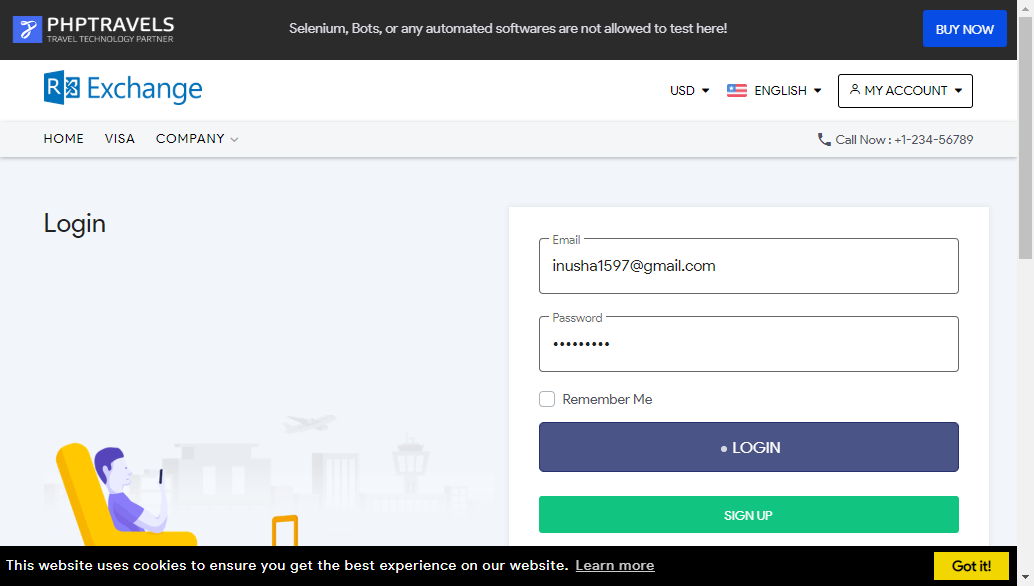 PHPTRAVELS
TRAVEL TECHNOLOGY PARTNER
Selenium, Bots, or any automated softwares are not allowed to test here!
BUY NOW
R Exchange
USD
ENGLISH
MY ACCOUNT
HOME VISA COMPANY
Call Now : +1-234-56789
Login
Email
inusha1597@gmail.com
Password
•••••••••
Remember Me
LOGIN
SIGN UP
This website uses cookies to ensure you get the best experience on our website. Learn more
Got it!